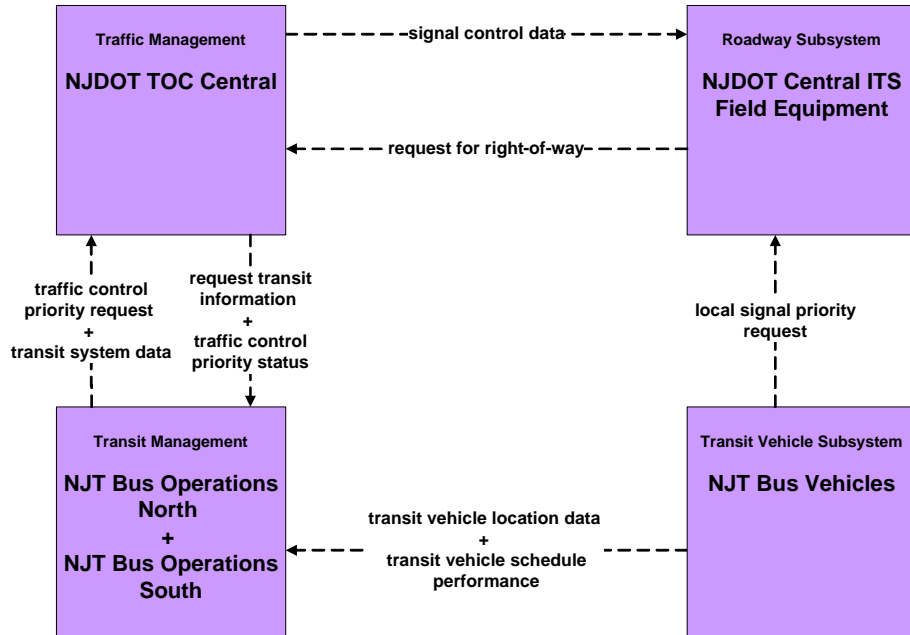 Traffic Management
NJDOT TOC Central
signal control data
Roadway Subsystem
NJDOT Central ITS
Field Equipment
request for right-of-way
traffic control
priority request
+
transit system data
request transit
information
+
traffic control
priority status
local signal priority
request
Transit Management
NJT Bus Operations
North
+
NJT Bus Operations
South
transit vehicle location data
+
transit vehicle schedule
performance
Transit Vehicle Subsystem
NJT Bus Vehicles